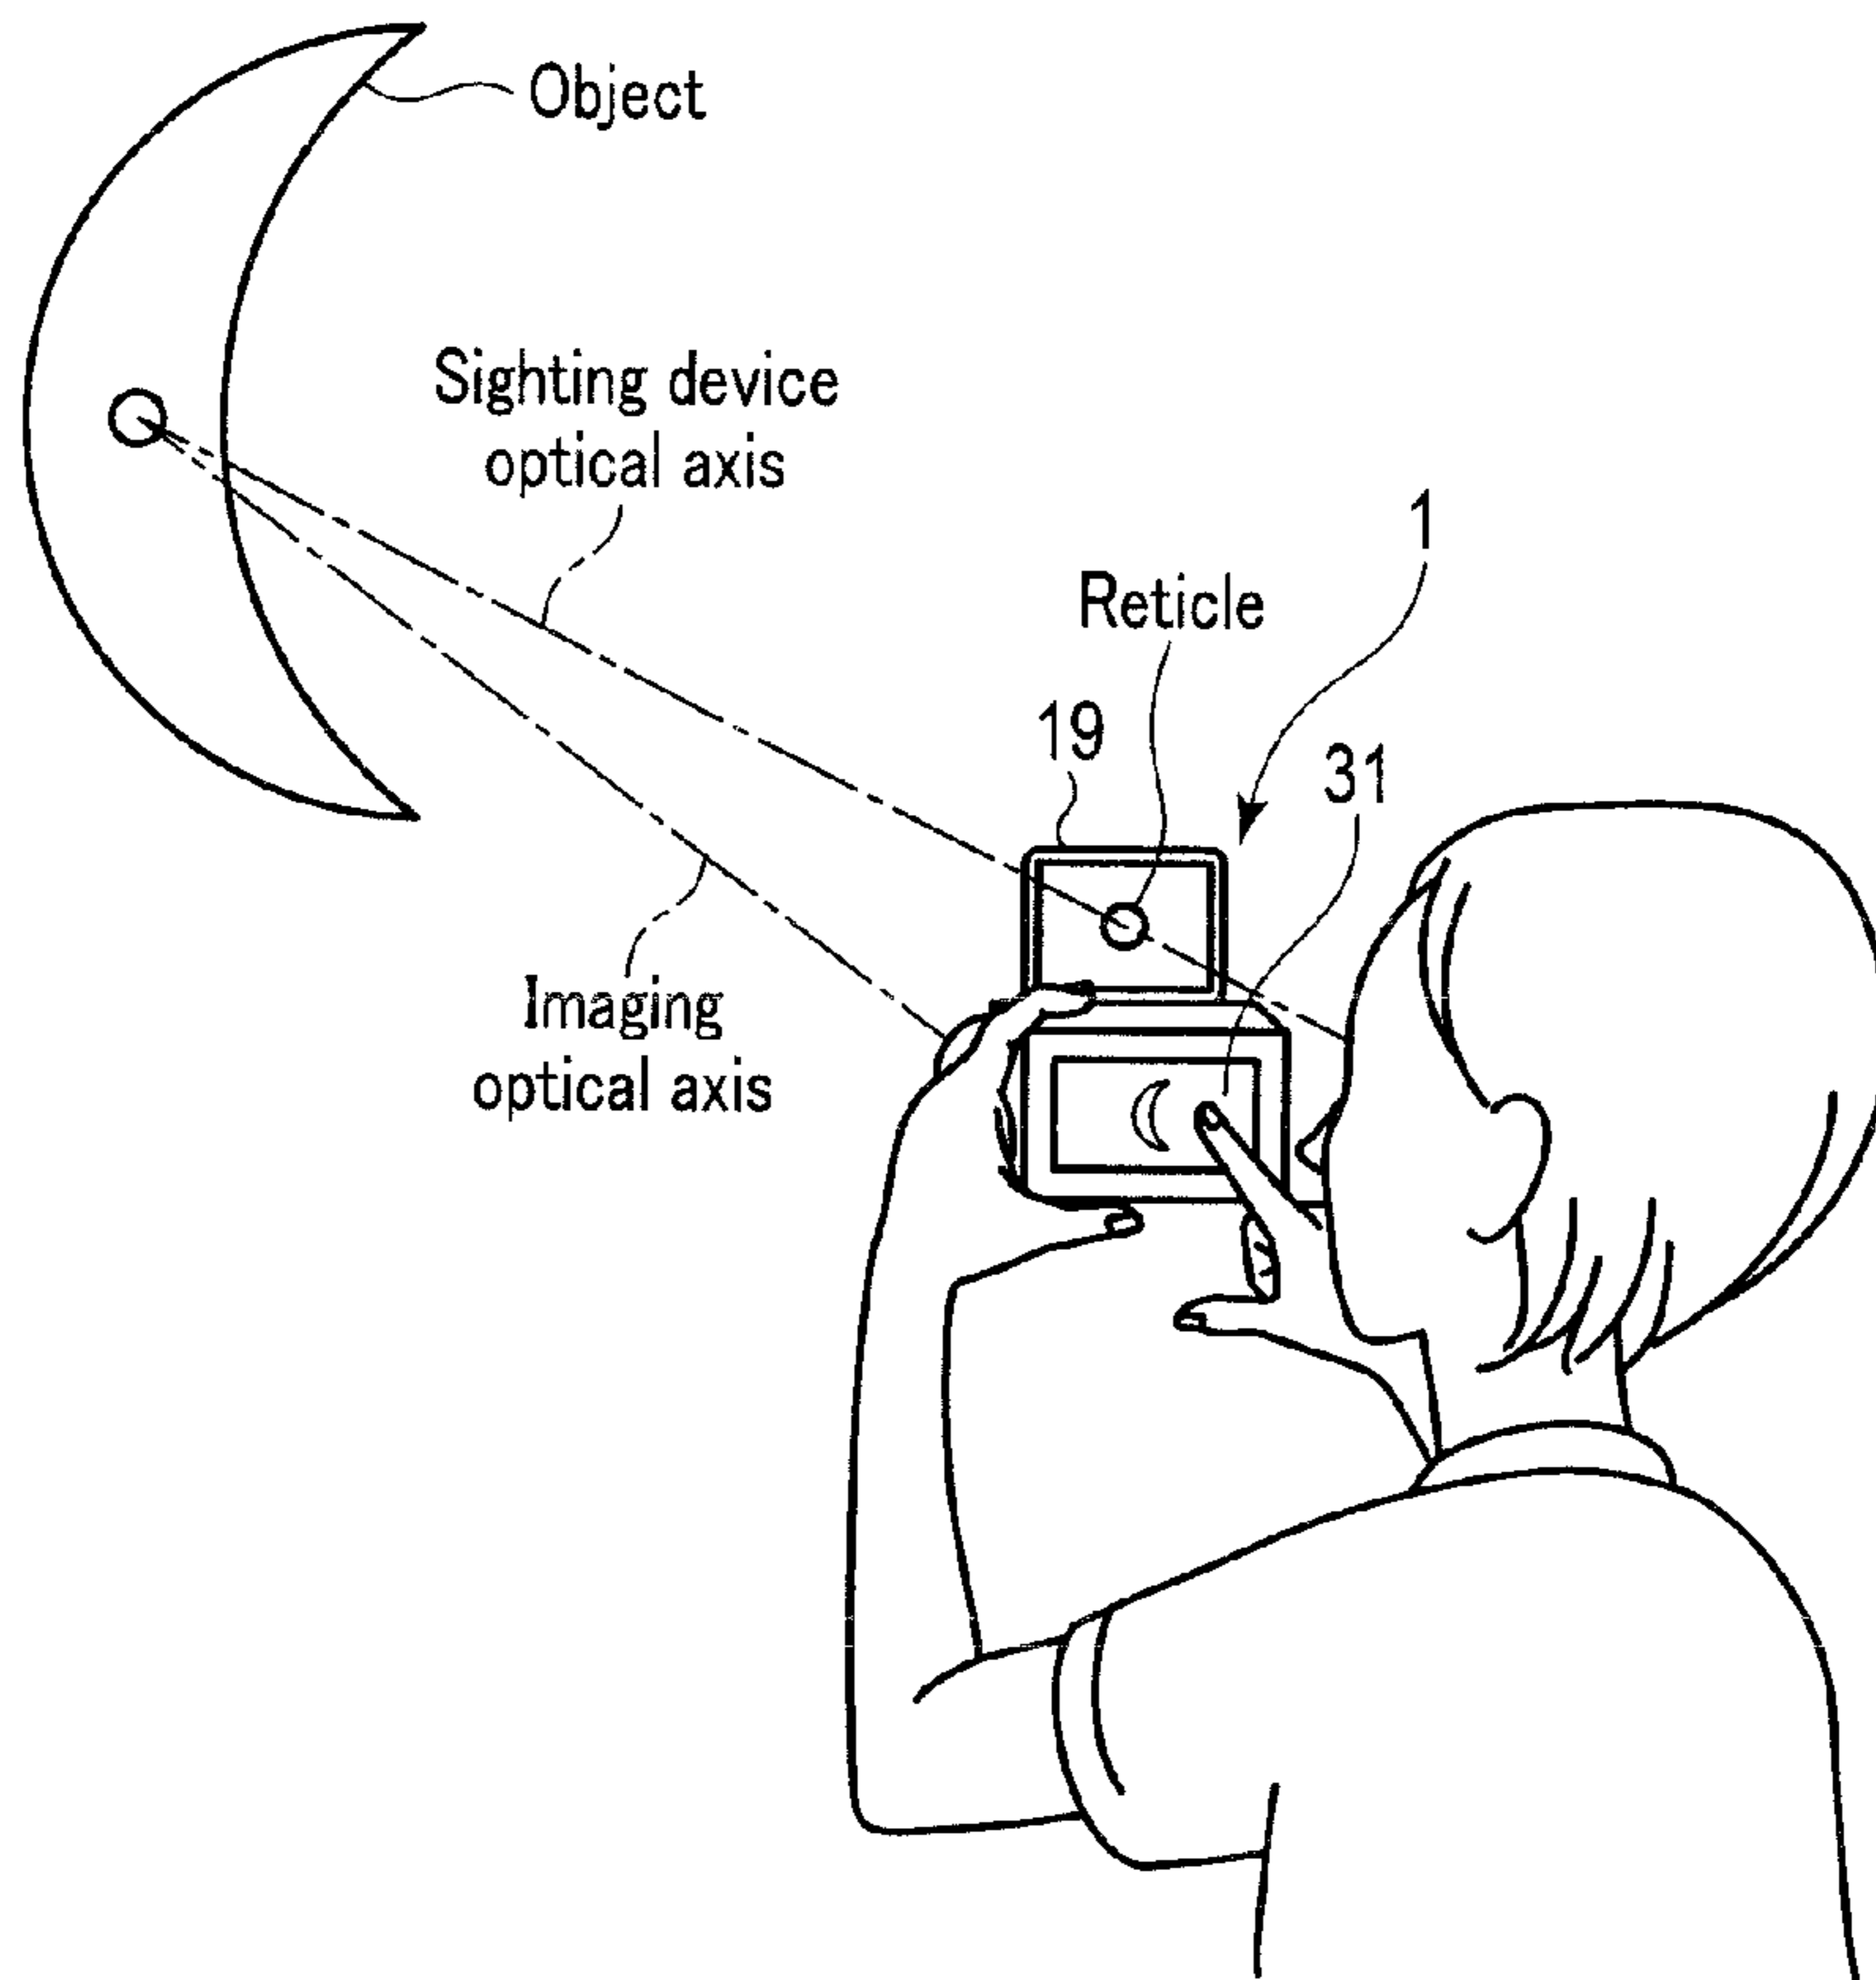 Object
Sighting device
optical axis
1
Reticle
19
31
Imaging
optical axis